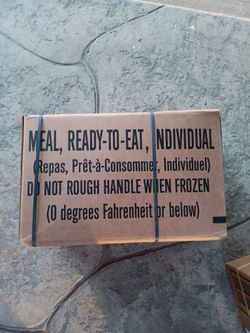 MEAL, READY-TO-EAT, INDIVIDUAL
(Repas, Prêt-à-Consommer, Individuel)
DO NOT ROUGH HANDLE WHEN FROZEN
(0 degrees Fahrenheit or below)